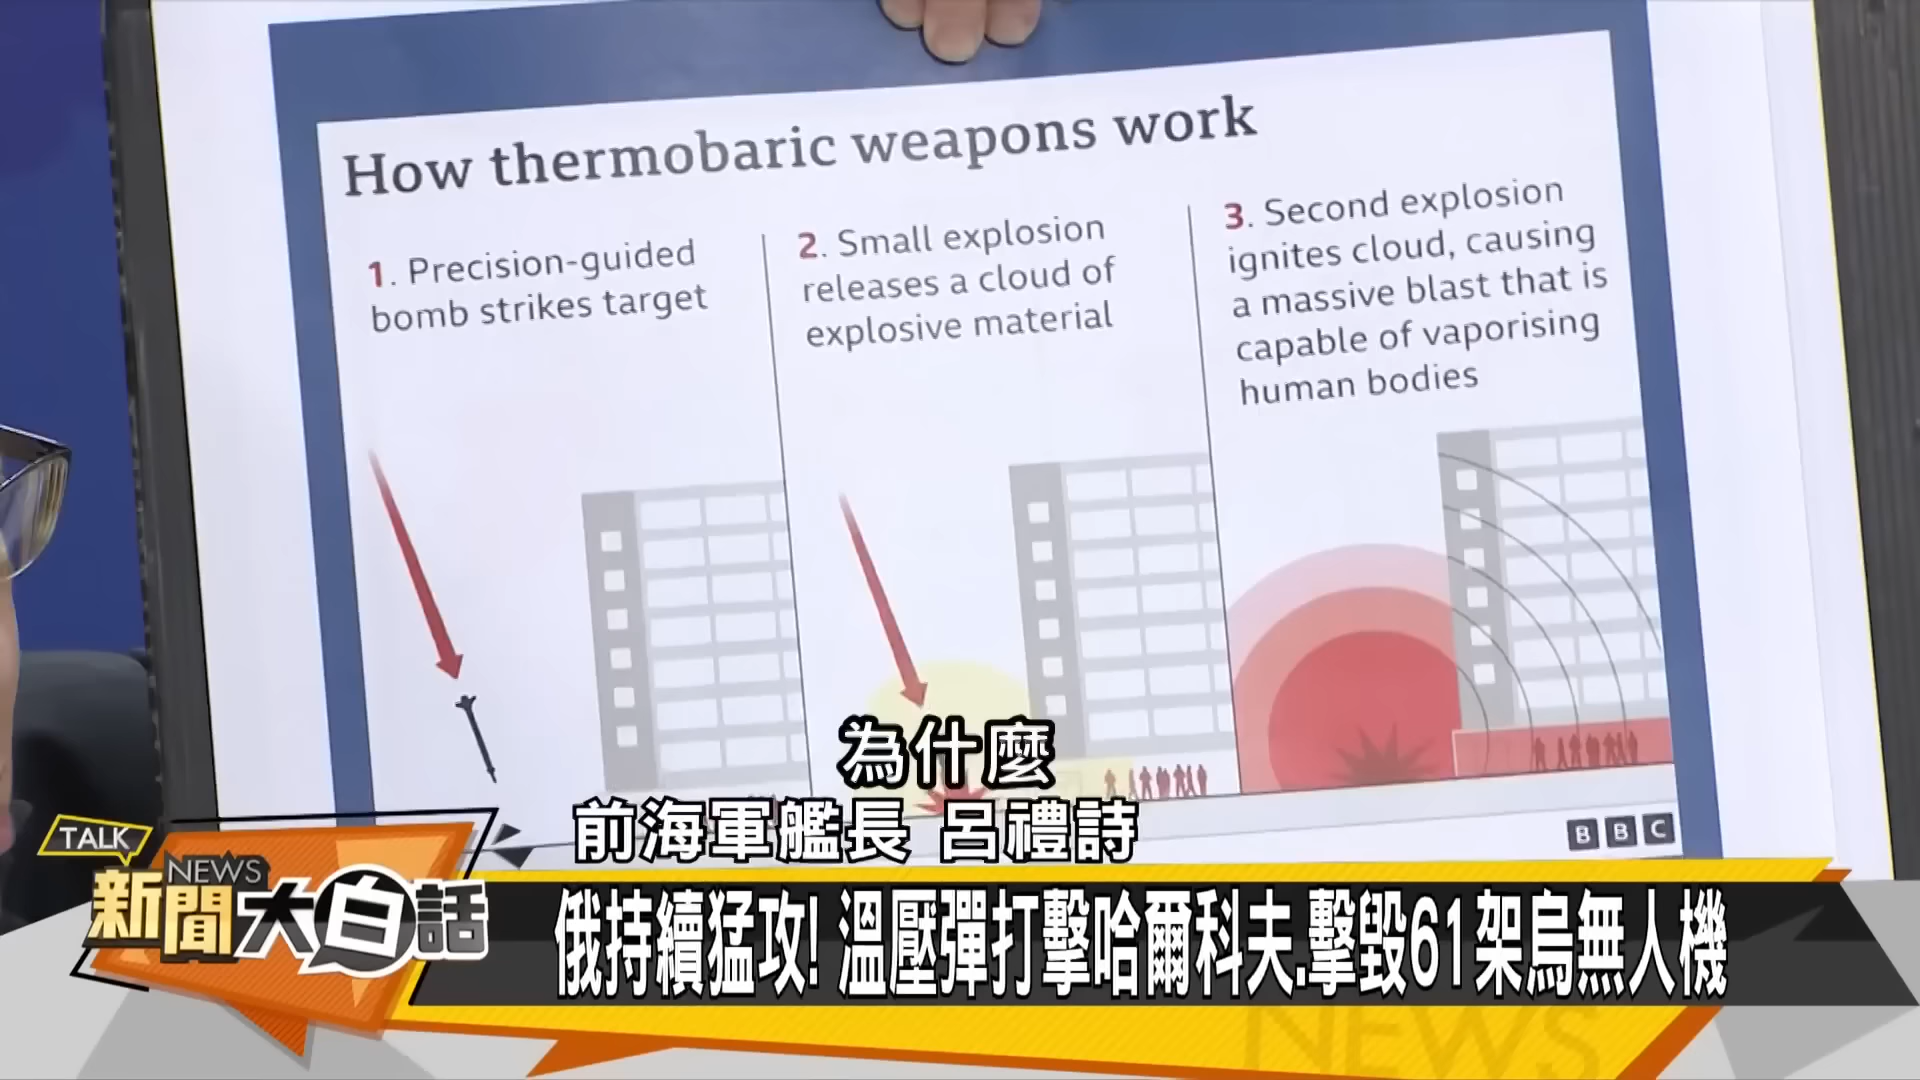 How thermobaric weapons work
1. Precision-guided
bomb strikes target
2. Small explosion
releases a cloud of
explosive material
3. Second explosion
ignites cloud, causing
a massive blast that is
capable of vaporising
human bodies
BBC
為什麼
前海軍艦長 呂禮詩
TALK
NEWS
新聞大白話
俄持續猛攻! 溫壓彈打擊哈爾科夫.擊毀61架烏無人機
NEWS